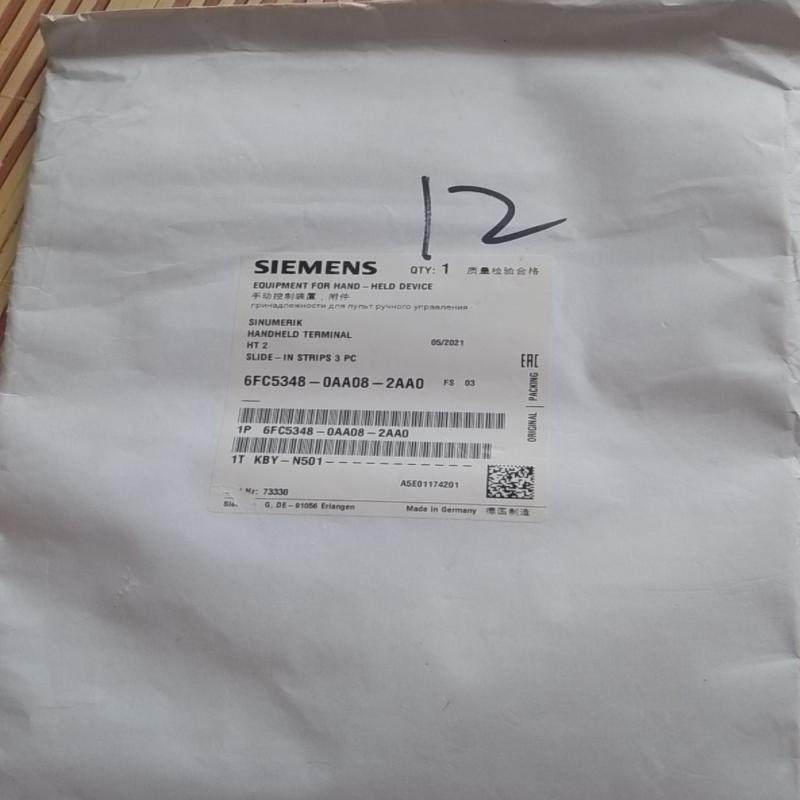 12
SIEMENS QTY: 1 质量检验合格
EQUIPMENT FOR HAND-HELD DEVICE
手动控制装置，附件
принадлежности для пульт ручного управления
SINUMERIK
HANDHELD TERMINAL
HT 2 05/2021
SLIDE-IN STRIPS 3 PC
EAC
6FC5348-0AA08-2AA0 FS 03
ORIGINAL PACKING
1P 6FC5348-0AA08-2AA0
1T KBY-N501-----------
A5E01174201
Nr: 73330
G, DE-91056 Erlangen Made in Germany 德国制造